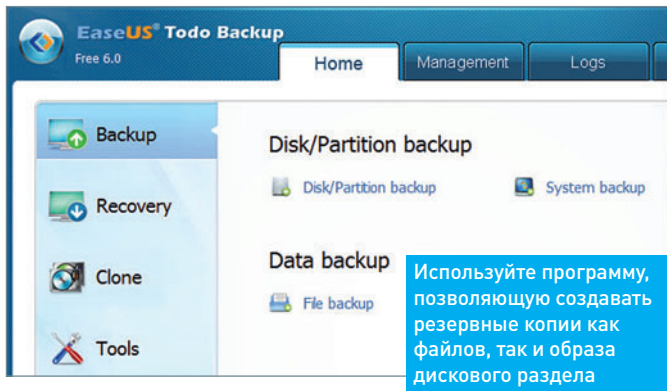 EaseUS® Todo Backup
Free 6.0
Home
Management
Logs
Backup
Recovery
Clone
Tools
Disk/Partition backup
Disk/Partition backup
System backup
Data backup
File backup
Используйте программу,
позволяющую создавать
резервные копии как
файлов, так и образа
дискового раздела